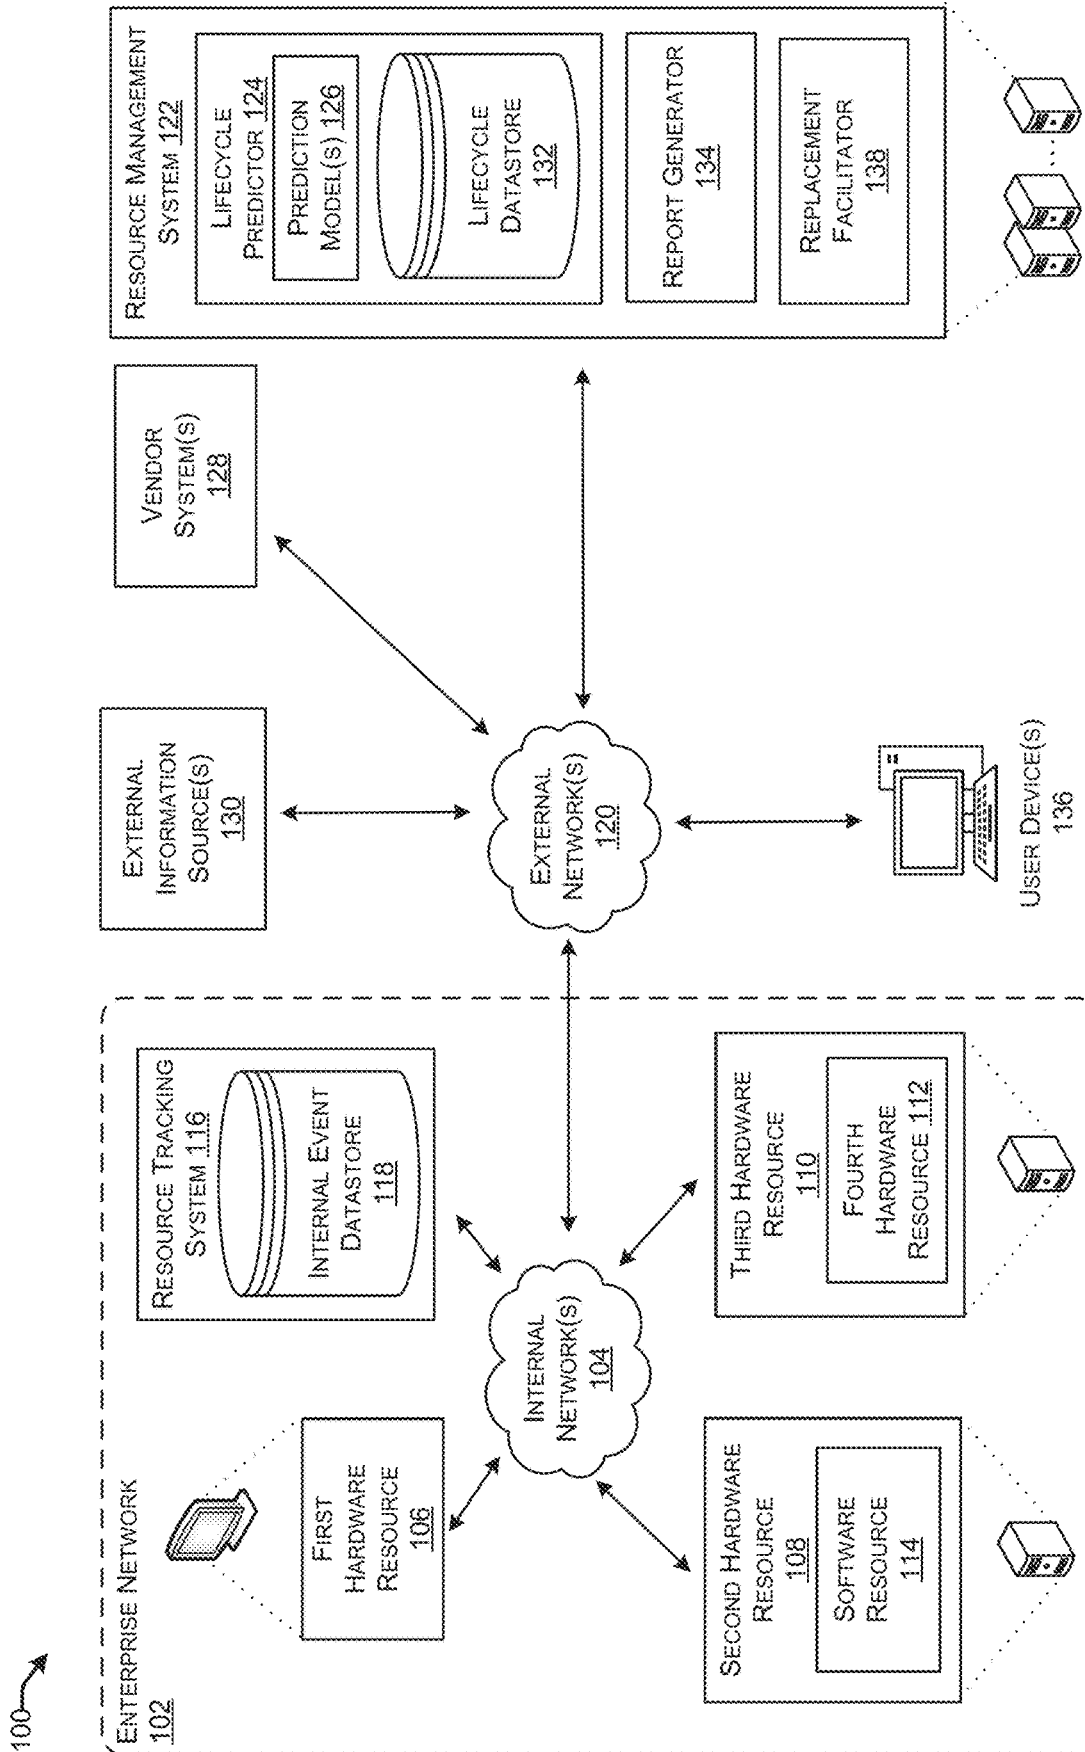 100
ENTERPRISE NETWORK
102
FIRST
HARDWARE
RESOURCE
106
RESOURCE TRACKING
SYSTEM 116
INTERNAL EVENT
DATASTORE
118
INTERNAL
NETWORK(S)
104
SECOND HARDWARE
RESOURCE
108
SOFTWARE
RESOURCE
114
THIRD HARDWARE
RESOURCE
110
FOURTH
HARDWARE
RESOURCE 112
EXTERNAL
INFORMATION
SOURCE(S)
130
VENDOR
SYSTEM(S)
128
EXTERNAL
NETWORK(S)
120
USER DEVICE(S)
136
RESOURCE MANAGEMENT
SYSTEM 122
LIFECYCLE
PREDICTOR 124
PREDICTION
MODEL(S) 126
LIFECYCLE
DATASTORE
132
REPORT GENERATOR
134
REPLACEMENT
FACILITATOR
138